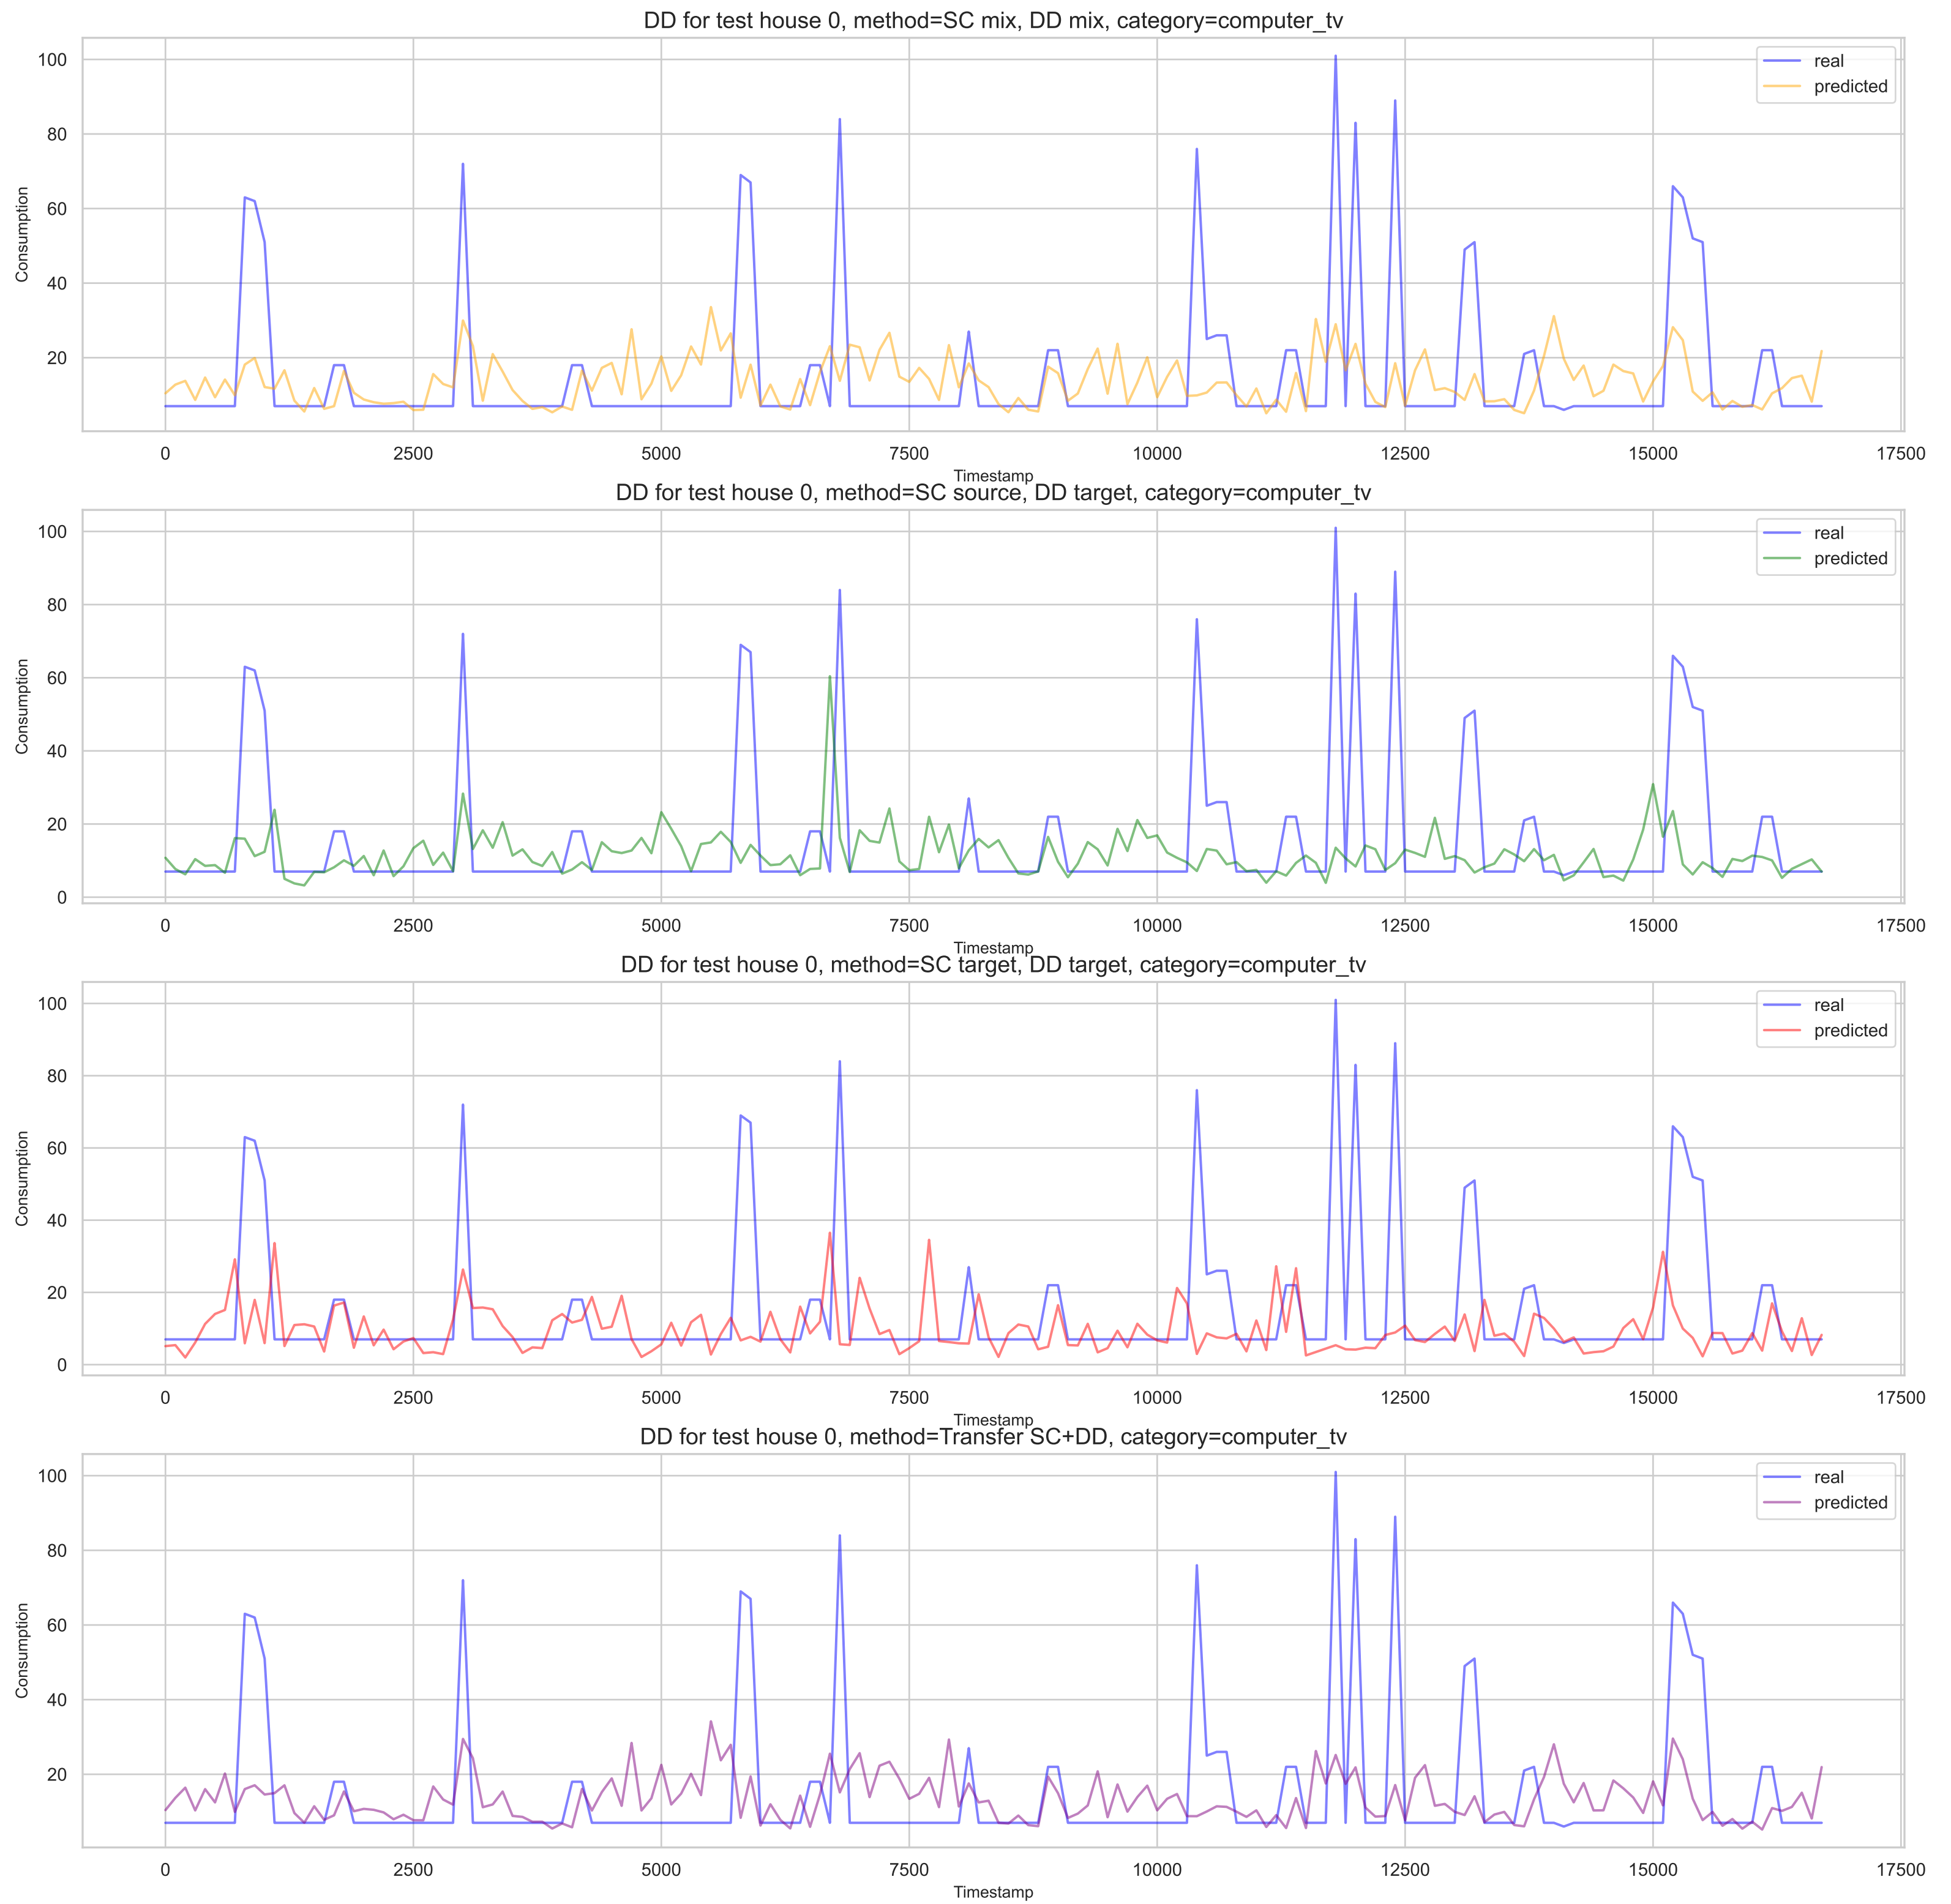 DD for test house 0, method=SC mix, DD mix, category=computer_tv
real
predicted
Consumption
100
80
60
40
20
0 2500 5000 7500 10000 12500 15000 17500
Timestamp
DD for test house 0, method=SC source, DD target, category=computer_tv
real
predicted
Consumption
100
80
60
40
20
0
0 2500 5000 7500 10000 12500 15000 17500
Timestamp
DD for test house 0, method=SC target, DD target, category=computer_tv
real
predicted
Consumption
100
80
60
40
20
0
0 2500 5000 7500 10000 12500 15000 17500
Timestamp
DD for test house 0, method=Transfer SC+DD, category=computer_tv
real
predicted
Consumption
100
80
60
40
20
0 2500 5000 7500 10000 12500 15000 17500
Timestamp